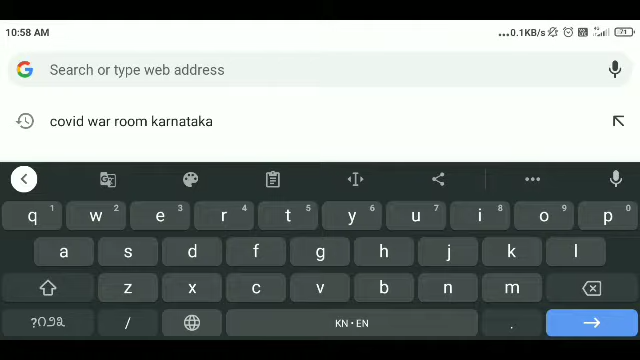 10:58 AM ...0.1KB/s 71
Search or type web address
covid war room karnataka
q 1 w 2 e 3 r 4 t 5 y 6 u 7 i 8 o 9 p 0
a s d f g h j k l
z x c v b n m
?೧೨೩ / KN • EN .